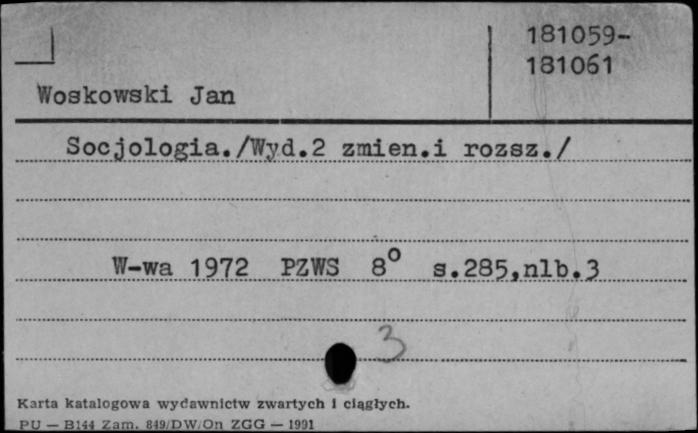 181059-
181061
Woskowski Jan
Socjologia./Wyd.2 zmien.i rozsz./
W-wa 1972 PZWS 8° s.285,nlb.3
3
Karta katalogowa wydawnictw zwartych i ciągłych.
PU — B144 Zam. 849/DW/On ZGG — 1991